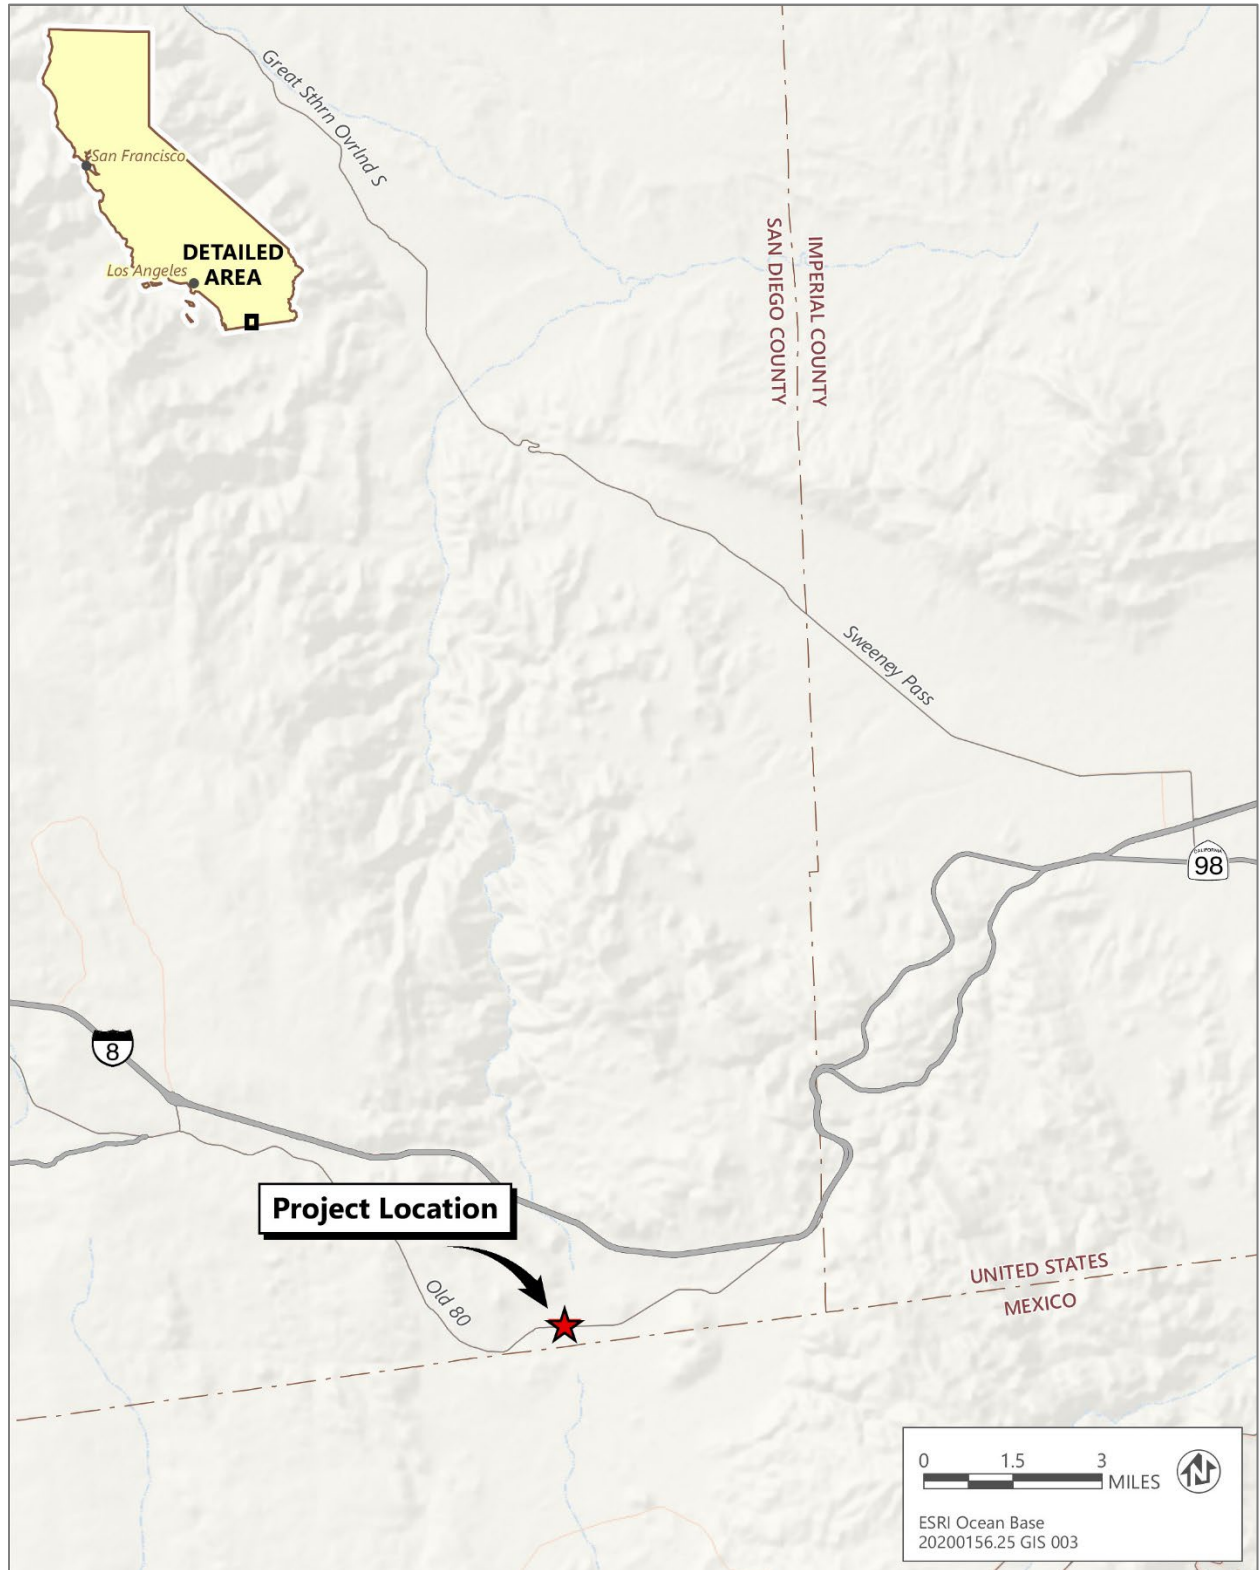 Great Sthrn Ovrlnd S
San Francisco
DETAILED
AREA
Los Angeles
SAN DIEGO COUNTY
IMPERIAL COUNTY
Sweeney Pass
CALIFORNIA
98
8
Project Location
Old 80
UNITED STATES
MEXICO
0 1.5 3
MILES
N
ESRI Ocean Base
20200156.25 GIS 003